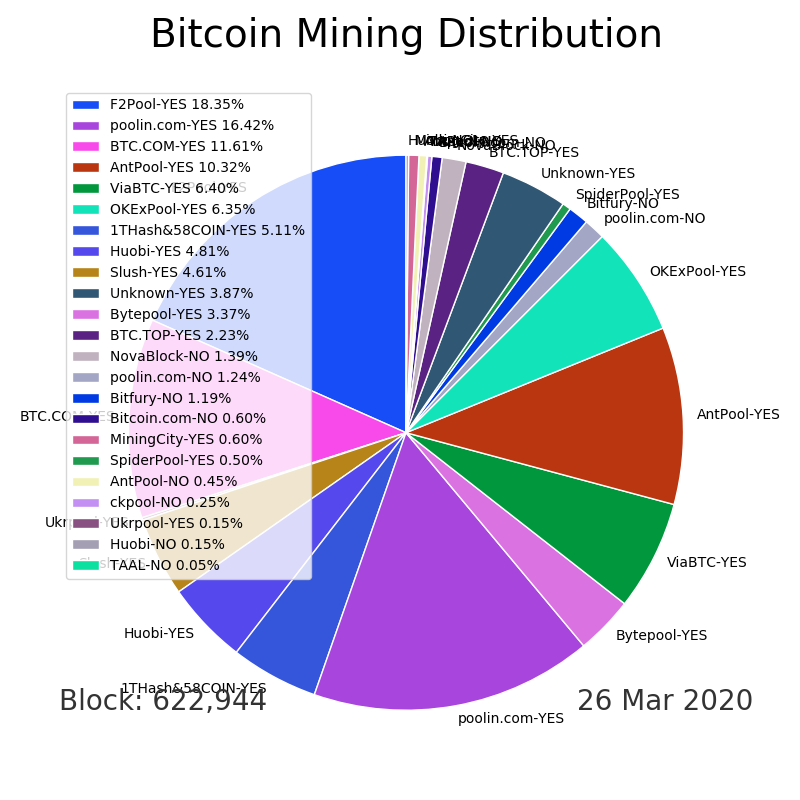 Bitcoin Mining Distribution
F2Pool-YES 18.35%
poolin.com-YES 16.42%
BTC.COM-YES 11.61%
AntPool-YES 10.32%
ViaBTC-YES 6.40%
OKExPool-YES 6.35%
1THash&58COIN-YES 5.11%
Huobi-YES 4.81%
Slush-YES 4.61%
Unknown-YES 3.87%
Bytepool-YES 3.37%
BTC.TOP-YES 2.23%
NovaBlock-NO 1.39%
poolin.com-NO 1.24%
Bitfury-NO 1.19%
Bitcoin.com-NO 0.60%
MiningCity-YES 0.60%
SpiderPool-YES 0.50%
AntPool-NO 0.45%
ckpool-NO 0.25%
Ukrpool-YES 0.15%
Huobi-NO 0.15%
TAAL-NO 0.05%
NovaBlock-NO
BTC.TOP-YES
Unknown-YES
SpiderPool-YES
Bitfury-NO
poolin.com-NO
OKExPool-YES
AntPool-YES
ViaBTC-YES
Bytepool-YES
poolin.com-YES
1THash&58COIN-YES
Huobi-YES
Slush-YES
Ukrpool-YES
BTC.COM-YES
Block: 622,944
26 Mar 2020